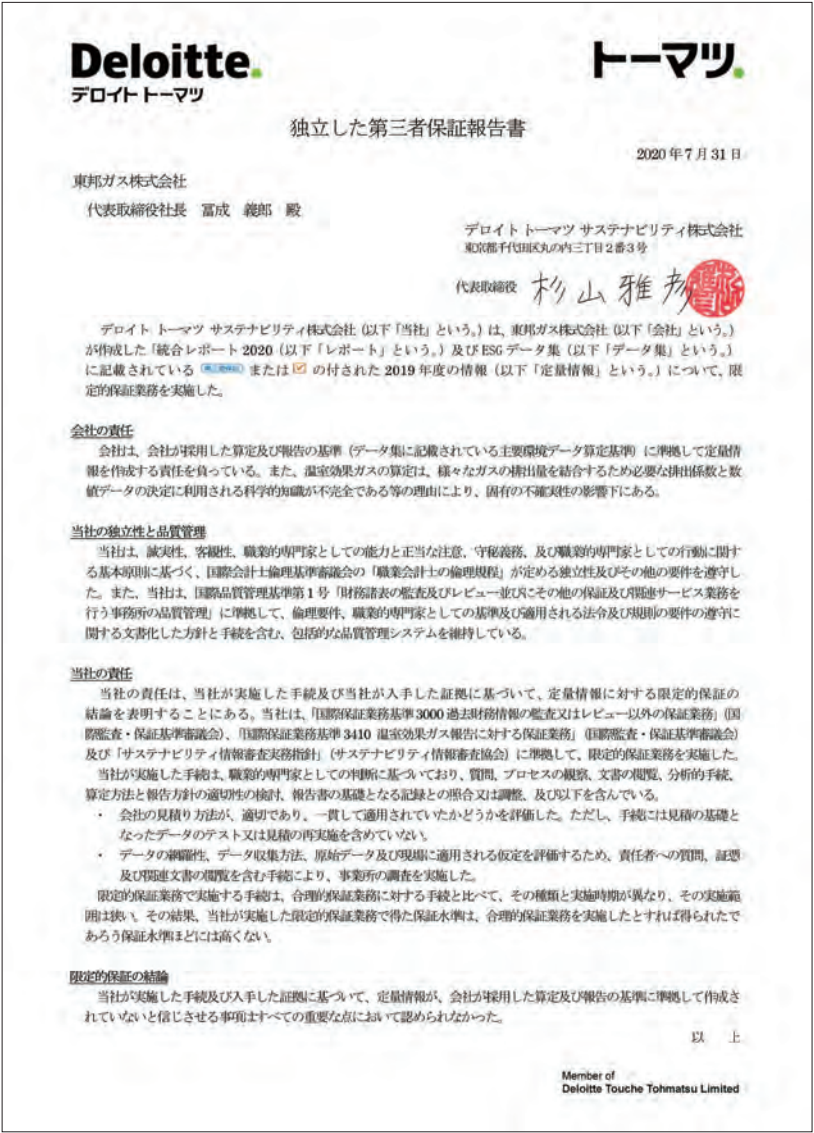 Deloitte.
デロイト トーマツ
トーマツ.
独立した第三者保証報告書
2020年7月31日
東邦ガス株式会社
代表取締役社長 冨成 義郎 殿
デロイト トーマツ サステナビリティ株式会社
東京都千代田区丸の内三丁目2番3号
代表取締役 杉山雅彦
デロイト トーマツ サステナビリティ株式会社（以下「当社」という。）は、東邦ガス株式会社（以下「会社」という。）
が作成した「統合レポート2020（以下「レポート」という。）及びESGデータ集（以下「データ集」という。）
に記載されている または の付された2019年度の情報（以下「定量情報」という。）について、限
定的保証業務を実施した。
会社の責任
会社は、会社が採用した算定及び報告の基準（データ集に記載されている主要環境データ算定基準）に準拠して定量情
報を作成する責任を負っている。また、温室効果ガスの算定は、様々なガスの排出量を結合するため必要な排出係数と数
値データの決定に利用される科学的知識が不完全である等の理由により、固有の不確実性の影響下にある。
当社の独立性と品質管理
当社は、誠実性、客観性、職業的専門家としての能力と正当な注意、守秘義務、及び職業的専門家としての行動に関す
る基本原則に基づく、国際会計士倫理基準審議会の「職業会計士の倫理規程」が定める独立性及びその他の要件を遵守し
た。また、当社は、国際品質管理基準第1号「財務諸表の監査及びレビュー並びにその他の保証及び関連サービス業務を
行う事務所の品質管理」に準拠して、倫理要件、職業的専門家としての基準及び適用される法令及び規則の要件の遵守に
関する文書化した方針と手続を含む、包括的な品質管理システムを維持している。
当社の責任
当社の責任は、当社が実施した手続及び当社が入手した証拠に基づいて、定量情報に対する限定的保証の
結論を表明することにある。当社は、「国際保証業務基準3000 過去財務情報の監査又はレビュー以外の保証業務」（国
際監査・保証基準審議会）、「国際保証業務基準3410 温室効果ガス報告に対する保証業務」（国際監査・保証基準審議会）
及び「サステナビリティ情報審査実務指針」（サステナビリティ情報審査協会）に準拠して、限定的保証業務を実施した。
当社が実施した手続は、職業的専門家としての判断に基づいており、質問、プロセスの観察、文書の閲覧、分析的手続、
算定方法と報告方針の適切性の検討、報告書の基礎となる記録との照合又は調整、及び以下を含んでいる。
・ 会社の見積り方法が、適切であり、一貫して適用されていたかどうかを評価した。ただし、手続には見積の基礎と
なったデータのテスト又は見積の再実施を含めていない。
・ データの網羅性、データ収集方法、原始データ及び現場に適用される仮定を評価するため、責任者への質問、証憑
及び関連文書の閲覧を含む手続により、事業所の調査を実施した。
限定的保証業務で実施する手続は、合理的保証業務に対する手続と比べて、その種類と実施時期が異なり、その実施範
囲は狭い。その結果、当社が実施した限定的保証業務で得た保証水準は、合理的保証業務を実施したとすれば得られたで
あろう保証水準ほどには高くない。
限定的保証の結論
当社が実施した手続及び入手した証拠に基づいて、定量情報が、会社が採用した算定及び報告の基準に準拠して作成さ
れていないと信じさせる事項はすべての重要な点において認められなかった。
以 上
Member of
Deloitte Touche Tohmatsu Limited